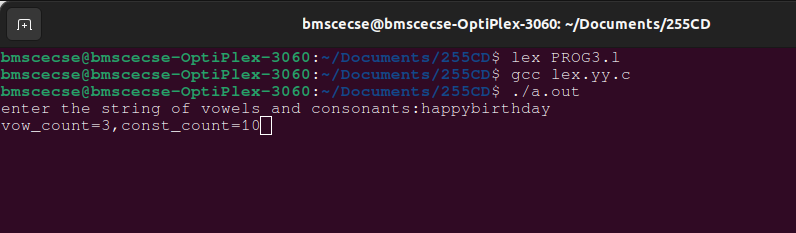 bmscecse@bmscecse-OptiPlex-3060: ~/Documents/255CD
bmscecse@bmscecse-OptiPlex-3060:~/Documents/255CD$ lex PROG3.l
bmscecse@bmscecse-OptiPlex-3060:~/Documents/255CD$ gcc lex.yy.c
bmscecse@bmscecse-OptiPlex-3060:~/Documents/255CD$ ./a.out
enter the string of vowels and consonants:happybirthday
vow_count=3,const_count=10